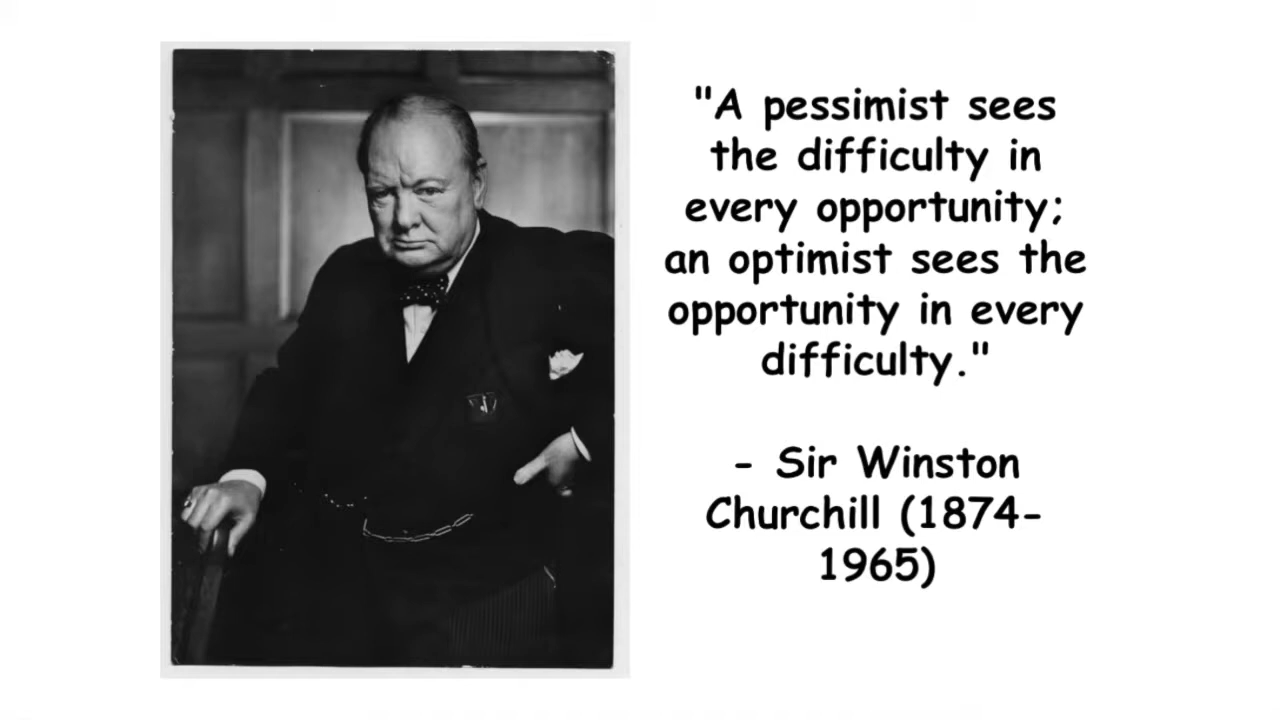 "A pessimist sees
the difficulty in
every opportunity;
an optimist sees the
opportunity in every
difficulty."
- Sir Winston
Churchill (1874-
1965)